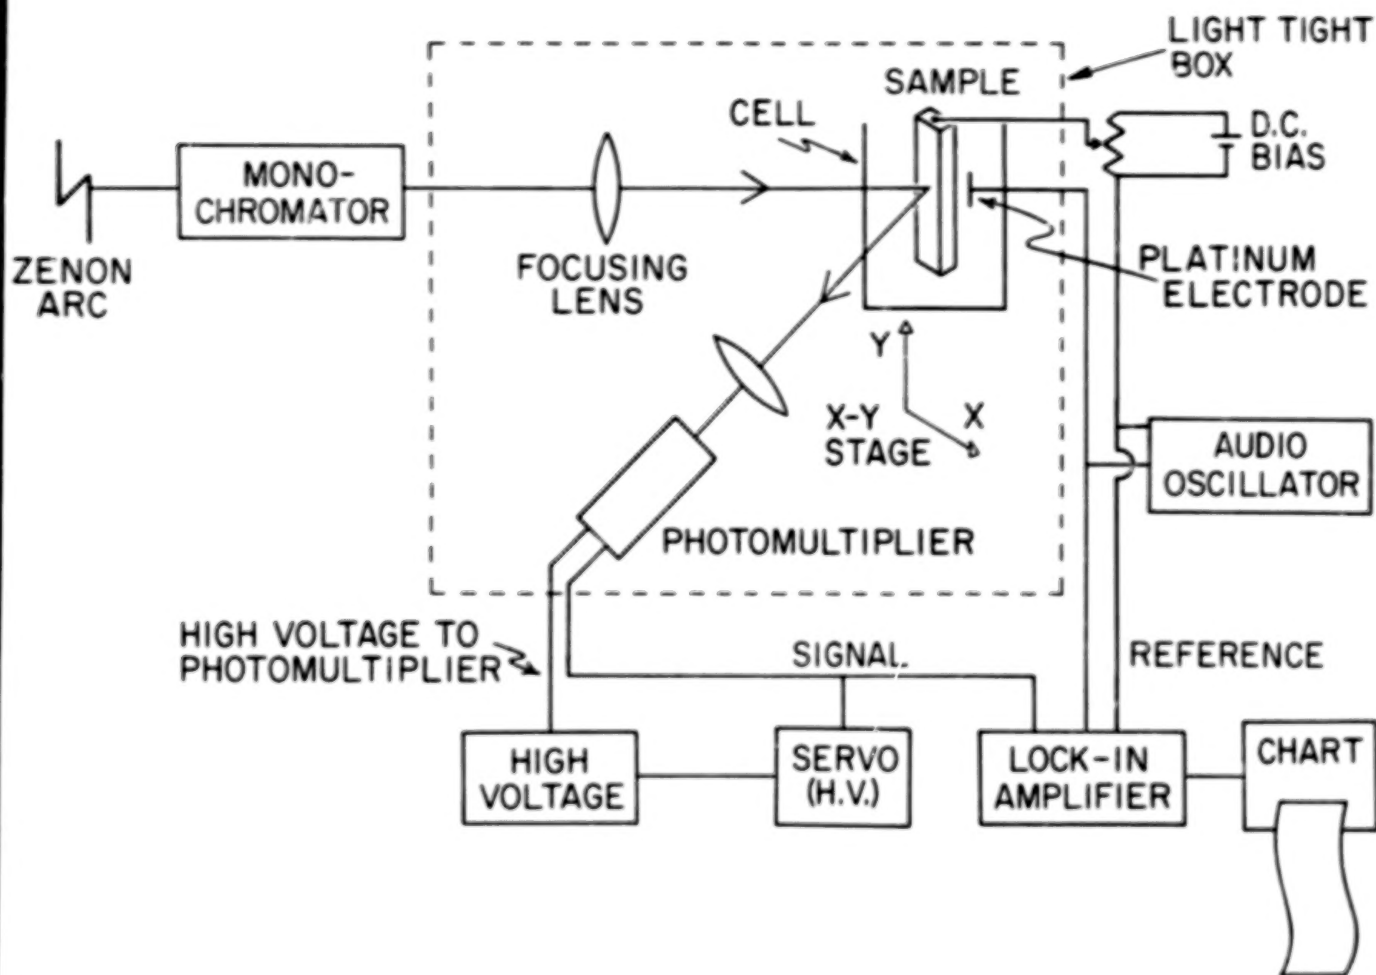 LIGHT TIGHT
BOX
SAMPLE
CELL
D.C.
BIAS
MONO-
CHROMATOR
ZENON
ARC
FOCUSING
LENS
PLATINUM
ELECTRODE
Y
X-Y
STAGE
X
AUDIO
OSCILLATOR
PHOTOMULTIPLIER
HIGH VOLTAGE TO
PHOTOMULTIPLIER
SIGNAL
REFERENCE
HIGH
VOLTAGE
SERVO
(H.V.)
LOCK-IN
AMPLIFIER
CHART